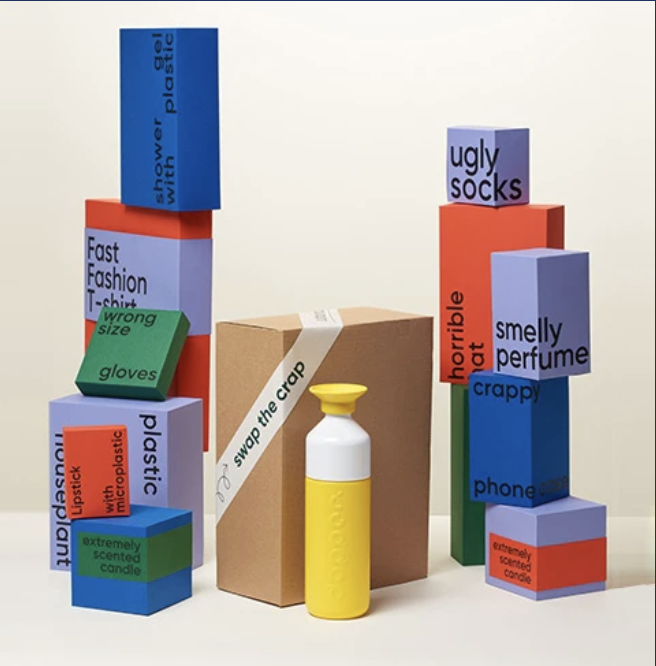 shower gel
with plastic
Fast
Fashion
T-shirt
wrong
size
gloves
plastic
houseplant
Lipstick
with
microplastic
extremely
scented
candle
swap the crap
dopper
ugly
socks
horrible
smelly
perfume
crappy
phone
extremely
scented
candle